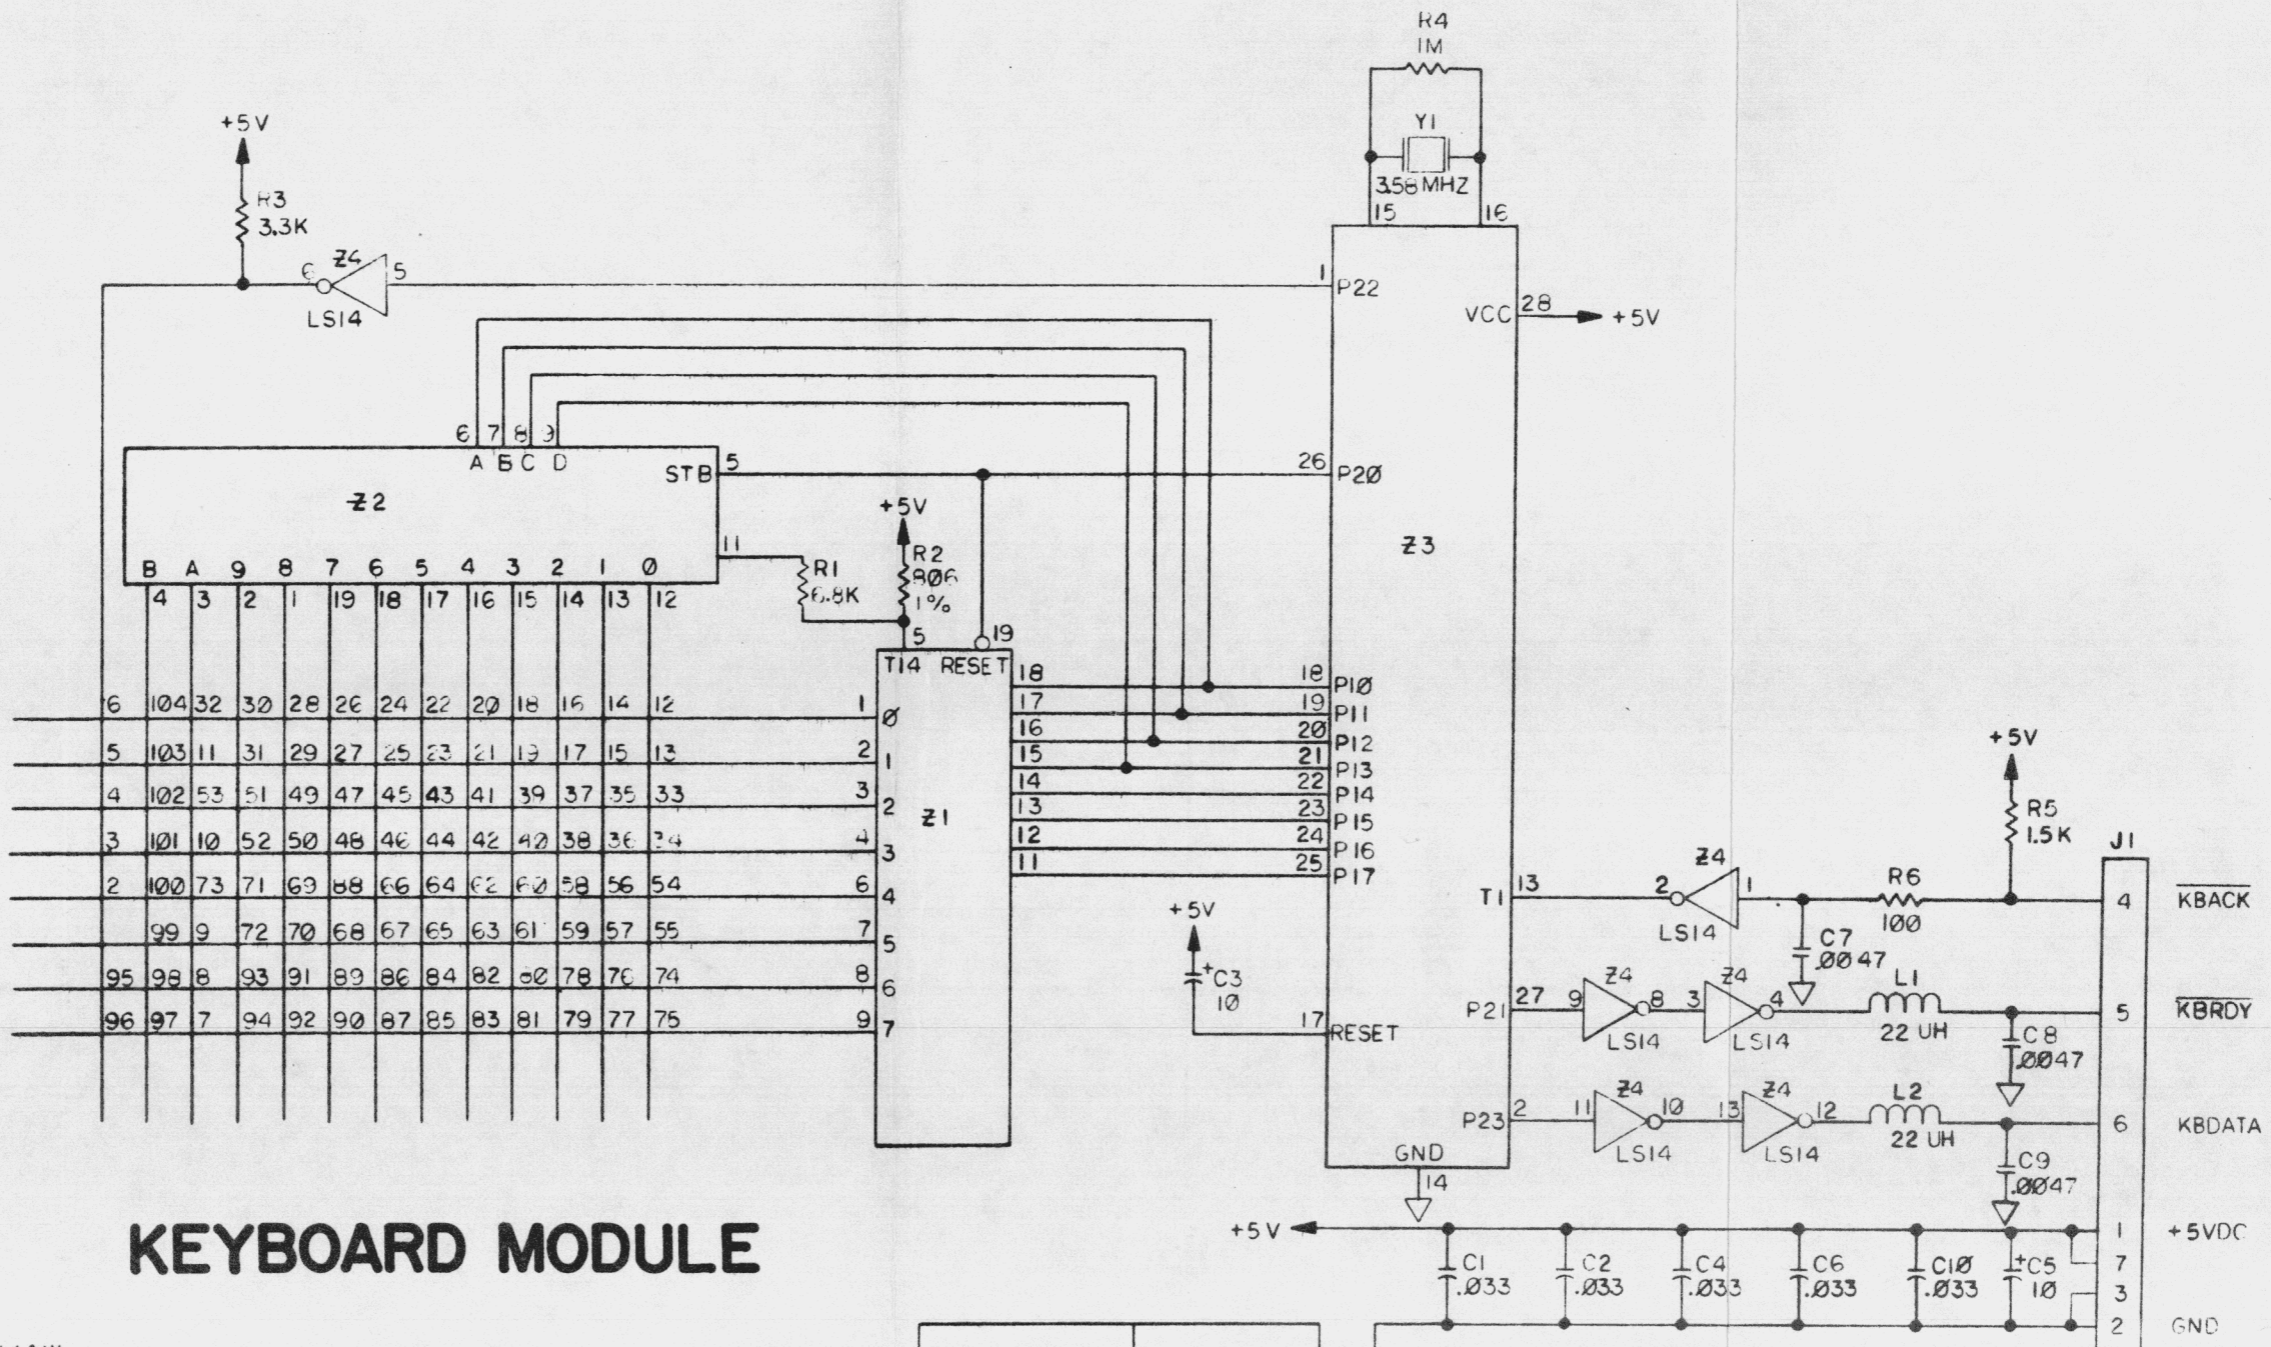 R4
1M
Y1
3.58MHZ
15 16
+5V
R3
3.3K
6 Z4 5
LS14
1 P22
VCC 28 +5V
6 7 8 9
A B C D
STB 5
26 P20
Z2
+5V
11
R1
6.8K
R2
806
1%
Z3
B A 9 8 7 6 5 4 3 2 1 0
4 3 2 1 19 18 17 16 15 14 13 12
5 19
T14 RESET
18 18 P10
17 19 P11
16 20 P12
15 21 P13
14 22 P14
13 23 P15
12 24 P16
11 25 P17
Z1
6 104 32 30 28 26 24 22 20 18 16 14 12 1 0
5 103 11 31 29 27 25 23 21 19 17 15 13 2 1
4 102 53 51 49 47 45 43 41 39 37 35 33 3 2
3 101 10 52 50 48 46 44 42 40 38 36 34 4 3
2 100 73 71 69 88 66 64 62 60 58 56 54 6 4
99 9 72 70 68 67 65 63 61 59 57 55 7 5
95 98 8 93 91 89 86 84 82 80 78 76 74 8 6
96 97 7 94 92 90 87 85 83 81 79 77 75 9 7
+5V
R5
1.5K
J1
T1 13
2 Z4 1
LS14
R6
100
4 KBACK
C7
.0047
+5V
+C3
10
17 RESET
P21 27
9 Z4 8 3 Z4 4
LS14 LS14
L1
22 UH
5 KBRDY
C8
.0047
P23 2
11 Z4 10 13 Z4 12
LS14 LS14
L2
22 UH
6 KBDATA
C9
.0047
GND
14
+5V
1 +5VDC
7
3
2 GND
C1
.033
C2
.033
C4
.033
C6
.033
C10
.033
+C5
10
KEYBOARD MODULE